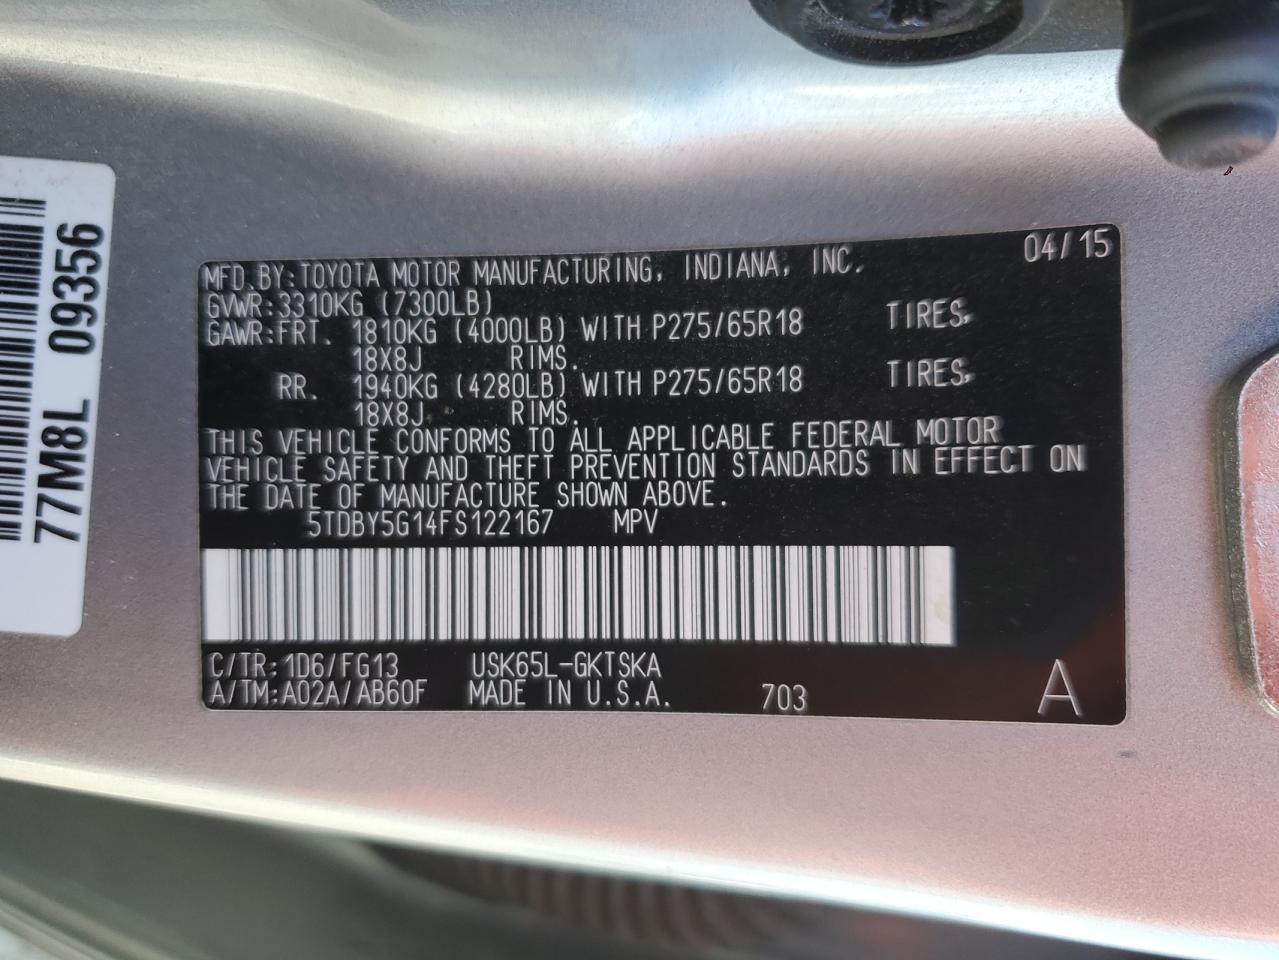 MFD.BY:TOYOTA MOTOR MANUFACTURING, INDIANA, INC. 04/15
GVWR:3310KG (7300LB)
GAWR:FRT. 1810KG (4000LB) WITH P275/65R18 TIRES,
18X8J RIMS.
RR. 1940KG (4280LB) WITH P275/65R18 TIRES,
18X8J RIMS.
THIS VEHICLE CONFORMS TO ALL APPLICABLE FEDERAL MOTOR
VEHICLE SAFETY AND THEFT PREVENTION STANDARDS IN EFFECT ON
THE DATE OF MANUFACTURE SHOWN ABOVE.
5TDBY5G14FS122167 MPV
C/TR:1D6/FG13 USK65L-GKTSKA
A/TM:A02A/AB60F MADE IN U.S.A. 703 A
77M8L 09356